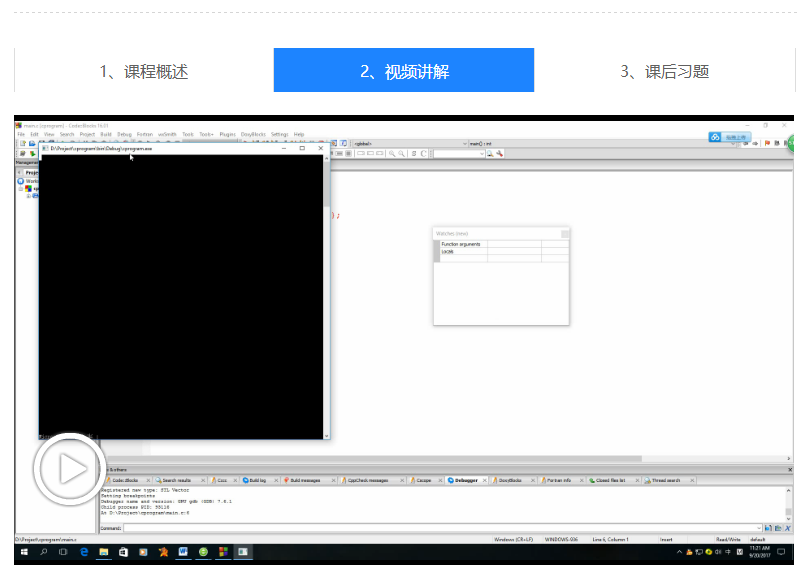 1、课程概述
2、视频讲解
3、课后习题
main.c [cprogram] - Code::Blocks 16.01
File Edit View Search Project Build Debug Fortran wxSmith Tools Tools+ Plugins DoxyBlocks Settings Help
<global>
main() : int
D:\Project\cprogram\bin\Debug\cprogram.exe
Management
Works
);
Watches (new)
Function arguments
Locals
& others
Code::Blocks
Search results
Cccc
Build log
Build messages
CppCheck messages
Cscope
Debugger
DoxyBlocks
Fortran info
Closed files list
Thread search
Registered new type: STL Vector
Setting breakpoints
Debugger name and version: GNU gdb (GDB) 7.8.1
At D:\Project\cprogram\main.c:6
Command:
D:\Project\cprogram\main.c
Windows (CR+LF)
WINDOWS-936
Line 6, Column 1
Insert
Read/Write
default
中
11:21 AM
9/20/2017